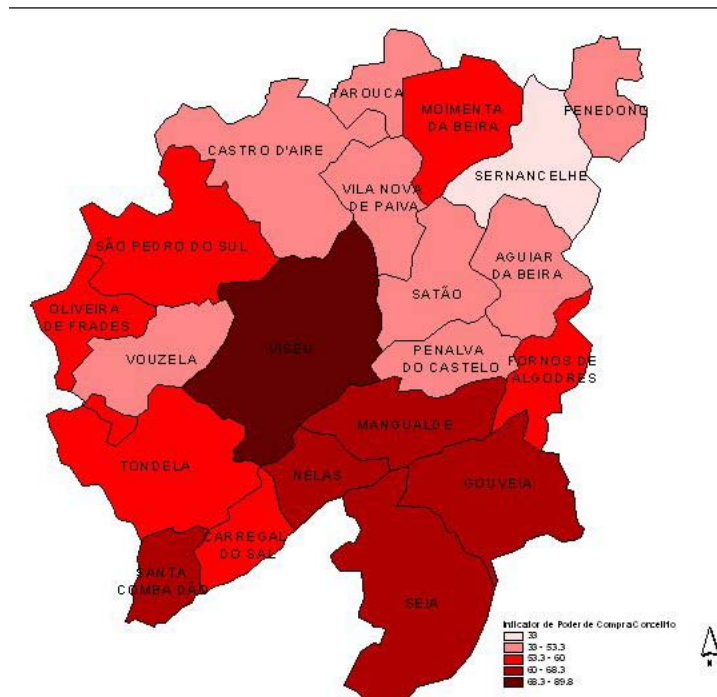 TAROUCA
MOIMENTA
DA BEIRA
PENEDONO
CASTRO D'AIRE
SERNANCELHE
VILA NOVA
DE PAIVA
SÃO PEDRO DO SUL
AGUIAR
DA BEIRA
SATÃO
OLIVEIRA
DE FRADES
VISEU
VOUZELA
PENALVA
DO CASTELO
FORNOS DE
ALGODRES
MANGUALDE
TONDELA
NELAS
GOUVEIA
CARREGAL
DO SAL
SANTA
COMBA DÃO
SEIA
Indicador de Poder de Compra/Concelho
33
33 - 53.3
53.3 - 60
60 - 68.3
68.3 - 89.8
N